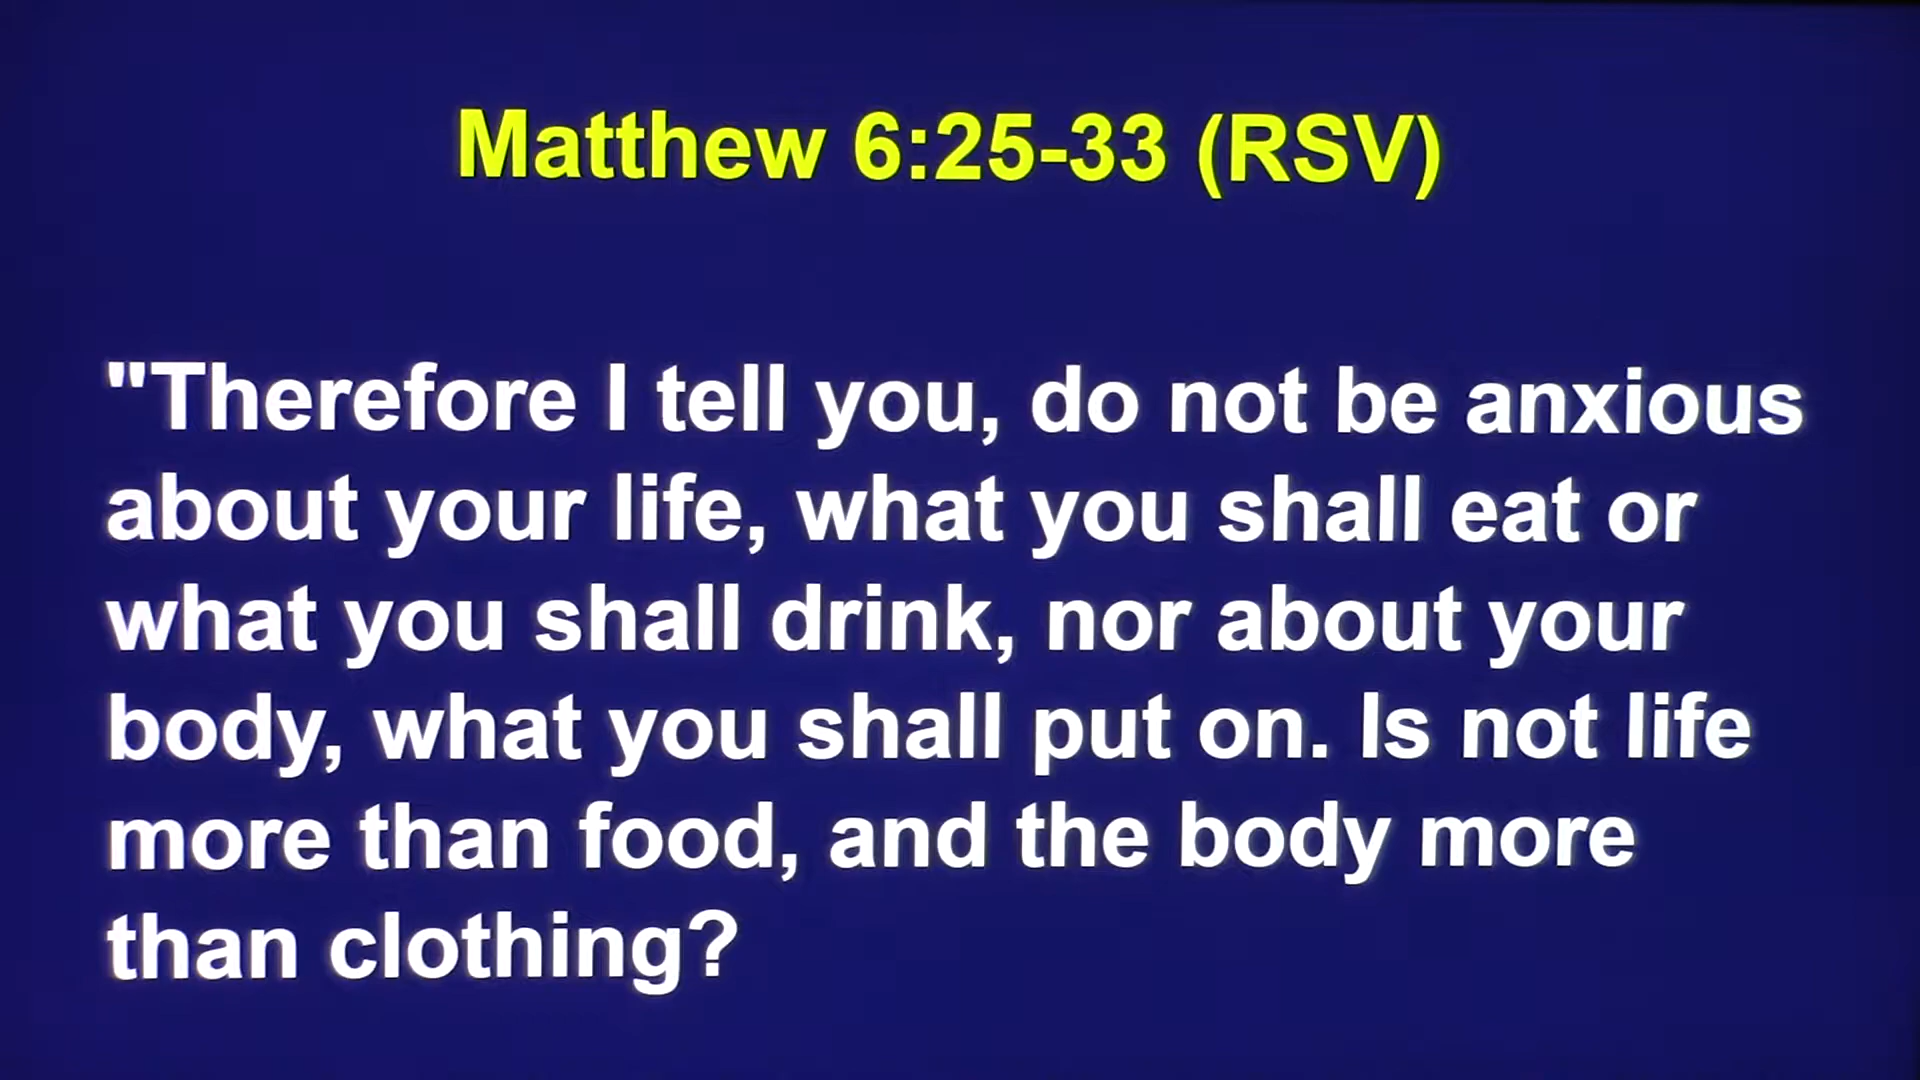 Matthew 6:25-33 (RSV)
"Therefore I tell you, do not be anxious
about your life, what you shall eat or
what you shall drink, nor about your
body, what you shall put on. Is not life
more than food, and the body more
than clothing?